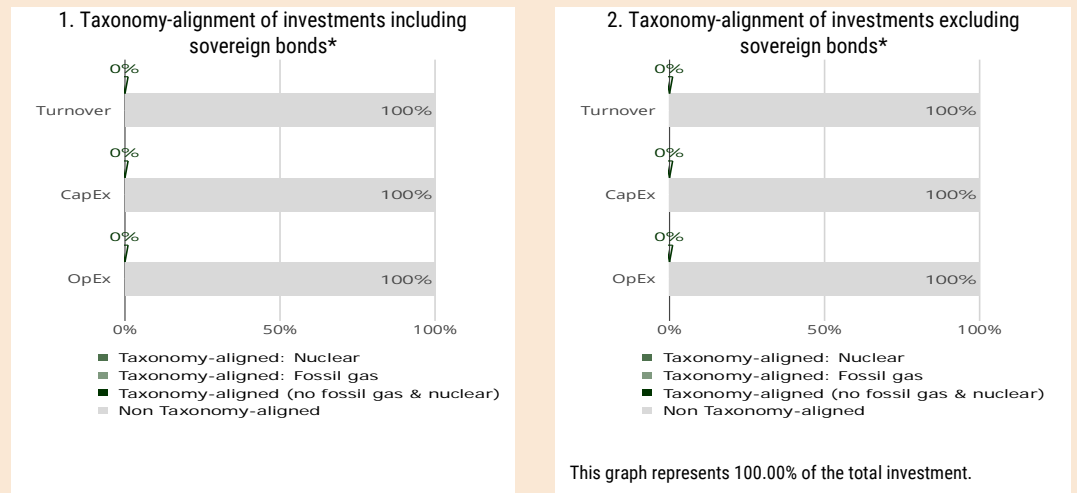 1. Taxonomy-alignment of investments including
sovereign bonds*
0%
Turnover
100%
0%
CapEx
100%
0%
OpEx
100%
0%
50%
100%
Taxonomy-aligned: Nuclear
Taxonomy-aligned: Fossil gas
Taxonomy-aligned (no fossil gas & nuclear)
Non Taxonomy-aligned
2. Taxonomy-alignment of investments excluding
sovereign bonds*
0%
Turnover
100%
0%
CapEx
100%
0%
OpEx
100%
0%
50%
100%
Taxonomy-aligned: Nuclear
Taxonomy-aligned: Fossil gas
Taxonomy-aligned (no fossil gas & nuclear)
Non Taxonomy-aligned
This graph represents 100.00% of the total investment.